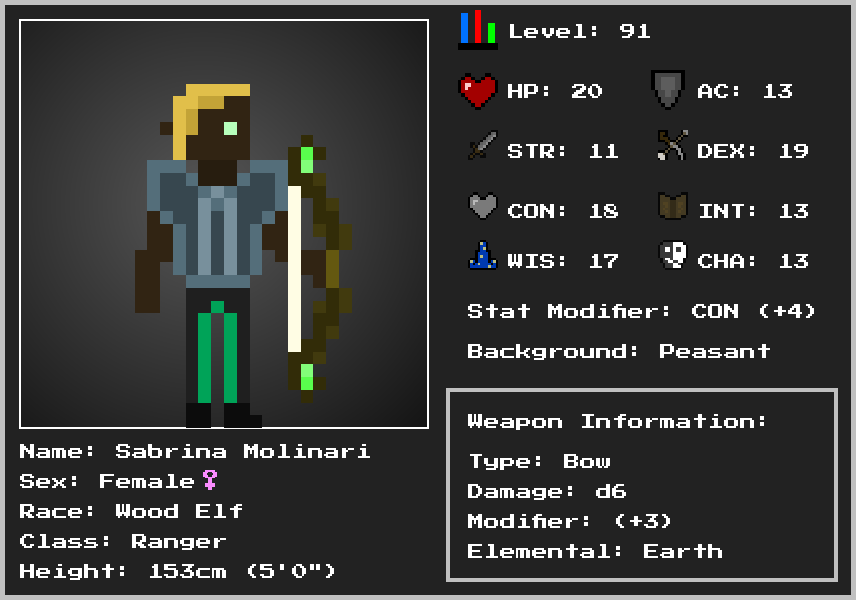 Level: 91
HP: 20
AC: 13
STR: 11
DEX: 19
CON: 18
INT: 13
WIS: 17
CHA: 13
Stat Modifier: CON (+4)
Background: Peasant
Weapon Information:
Type: Bow
Damage: d6
Modifier: (+3)
Elemental: Earth
Name: Sabrina Molinari
Sex: Female♀
Race: Wood Elf
Class: Ranger
Height: 153cm (5'0")